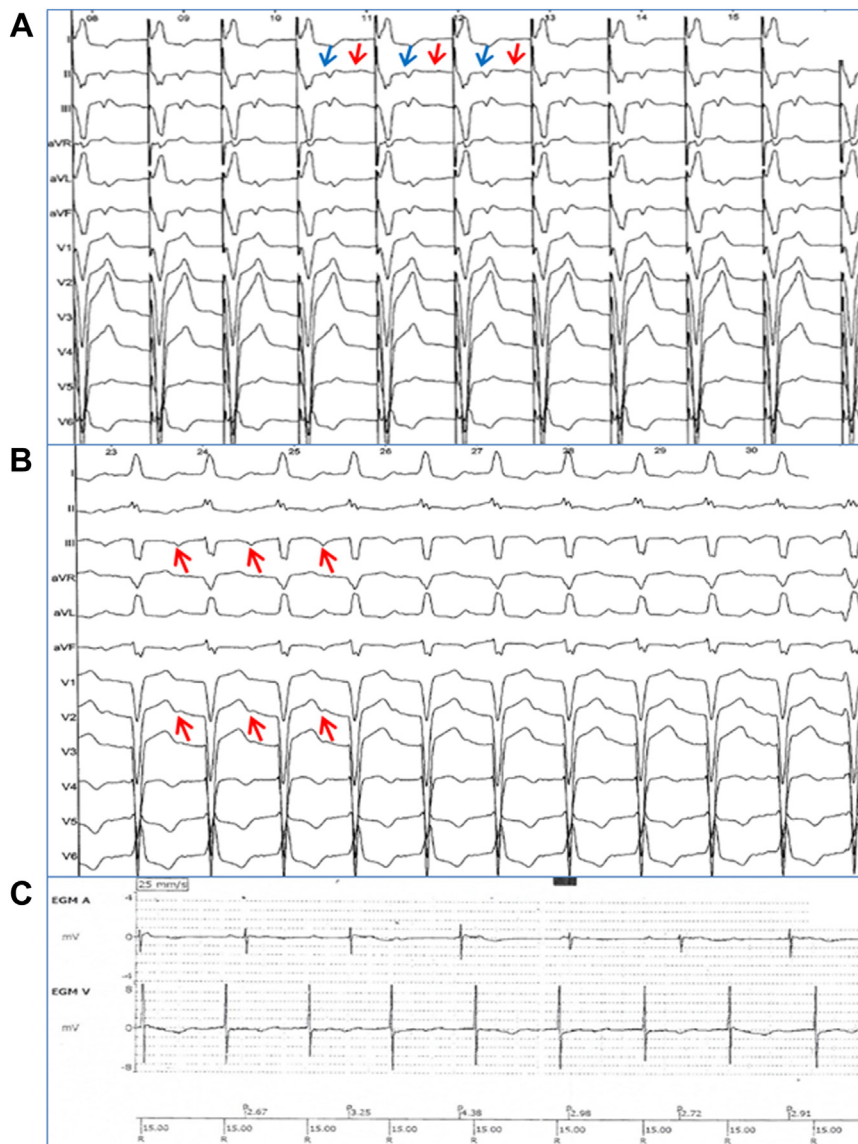 A
08 09 10 11 12 13 14 15
I
II
III
aVR
aVL
aVF
V1
V2
V3
V4
V5
V6
B
23 24 25 26 27 28 29 30
I
II
III
aVR
aVL
aVF
V1
V2
V3
V4
V5
V6
C
25 mm/s
EGM A
-4
mV
0
-4
EGM V
8
mV
0
-8
P P P P P P
2.67 3.25 4.38 2.98 2.72 2.91
15.00 15.00 15.00 15.00 15.00 15.00 15.00 15.00 15.00
R R R R R R R R R